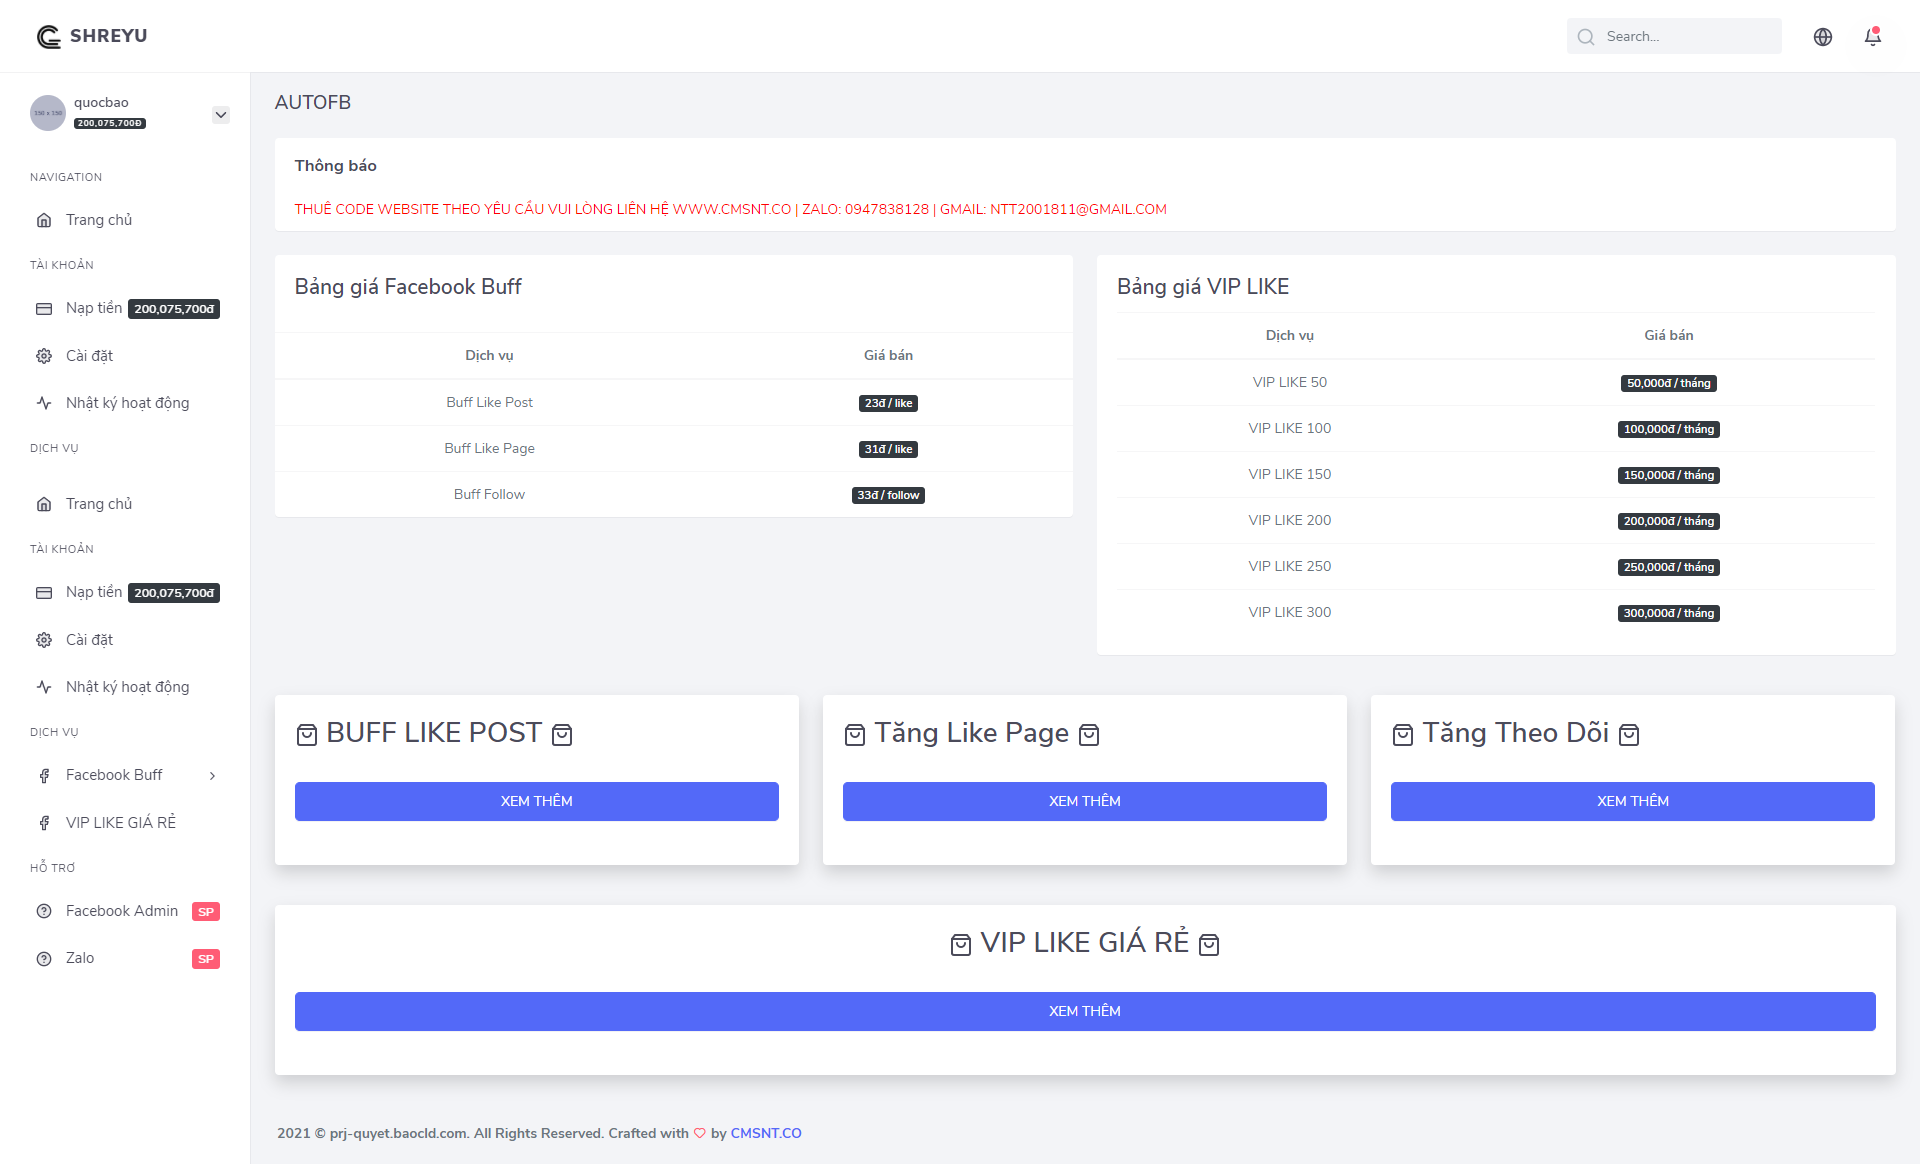 SHREYU
Search...
quocbao
200,075,700Đ
NAVIGATION
Trang chủ
TÀI KHOẢN
Nạp tiền 200,075,700đ
Cài đặt
Nhật ký hoạt động
DỊCH VỤ
Trang chủ
TÀI KHOẢN
Nạp tiền 200,075,700đ
Cài đặt
Nhật ký hoạt động
DỊCH VỤ
Facebook Buff
VIP LIKE GIÁ RẺ
HỖ TRƠ
Facebook Admin SP
Zalo SP
AUTOFB
Thông báo
THUÊ CODE WEBSITE THEO YÊU CẦU VUI LÒNG LIÊN HỆ WWW.CMSNT.CO | ZALO: 0947838128 | GMAIL: NTT2001811@GMAIL.COM
Bảng giá Facebook Buff
Dịch vụ Giá bán
Buff Like Post 23đ / like
Buff Like Page 31đ / like
Buff Follow 33đ / follow
Bảng giá VIP LIKE
Dịch vụ Giá bán
VIP LIKE 50 50,000đ / tháng
VIP LIKE 100 100,000đ / tháng
VIP LIKE 150 150,000đ / tháng
VIP LIKE 200 200,000đ / tháng
VIP LIKE 250 250,000đ / tháng
VIP LIKE 300 300,000đ / tháng
BUFF LIKE POST
XEM THÊM
Tăng Like Page
XEM THÊM
Tăng Theo Dõi
XEM THÊM
VIP LIKE GIÁ RẺ
XEM THÊM
2021 © prj-quyet.baocld.com. All Rights Reserved. Crafted with by CMSNT.CO